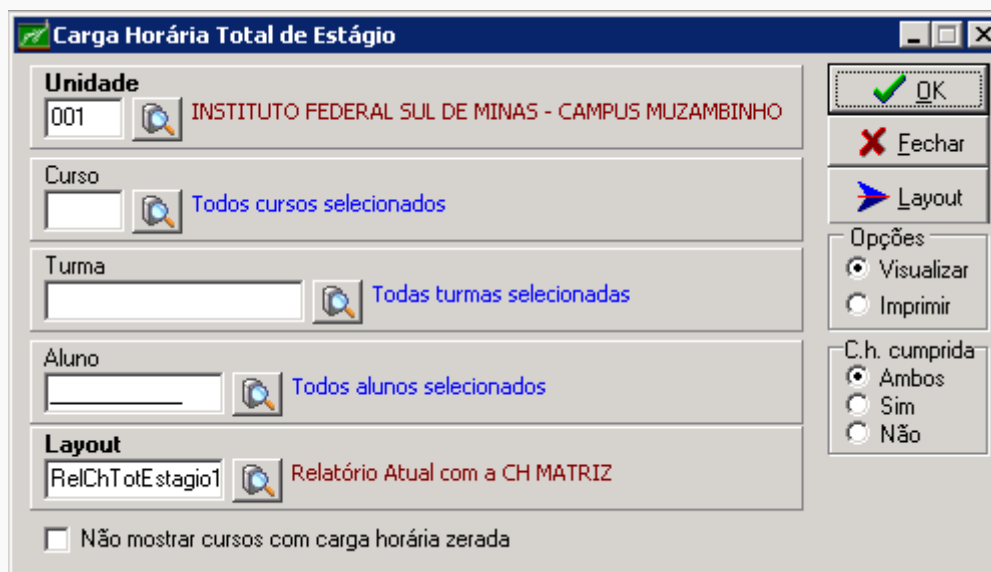 Carga Horária Total de Estágio
Unidade
001
INSTITUTO FEDERAL SUL DE MINAS - CAMPUS MUZAMBINHO
Curso
Todos cursos selecionados
Turma
Todas turmas selecionadas
Aluno
Todos alunos selecionados
Layout
RelChTotEstagio1
Relatório Atual com a CH MATRIZ
Não mostrar cursos com carga horária zerada
OK
Fechar
Layout
Opções
Visualizar
Imprimir
C.h. cumprida
Ambos
Sim
Não